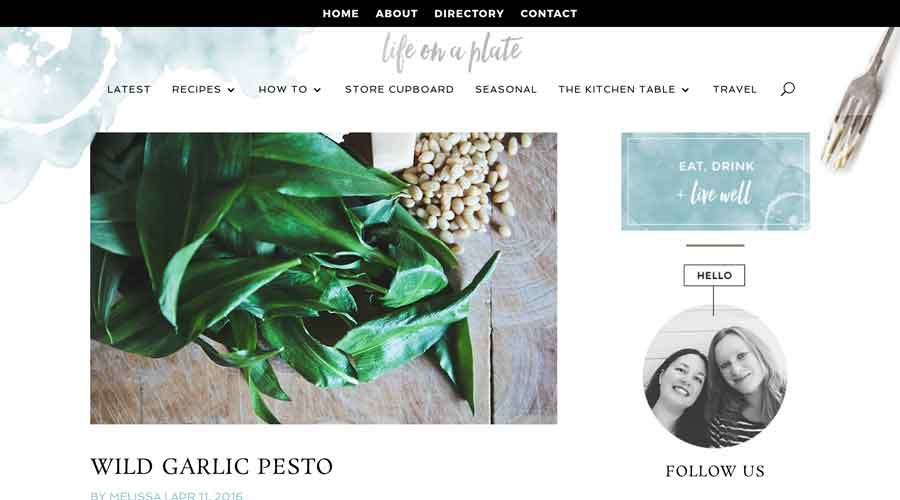 HOME ABOUT DIRECTORY CONTACT
life on a plate
LATEST RECIPES HOW TO STORE CUPBOARD SEASONAL THE KITCHEN TABLE TRAVEL
EAT, DRINK
+ live well
HELLO
WILD GARLIC PESTO
FOLLOW US
BY MELISSA | APR 11, 2016